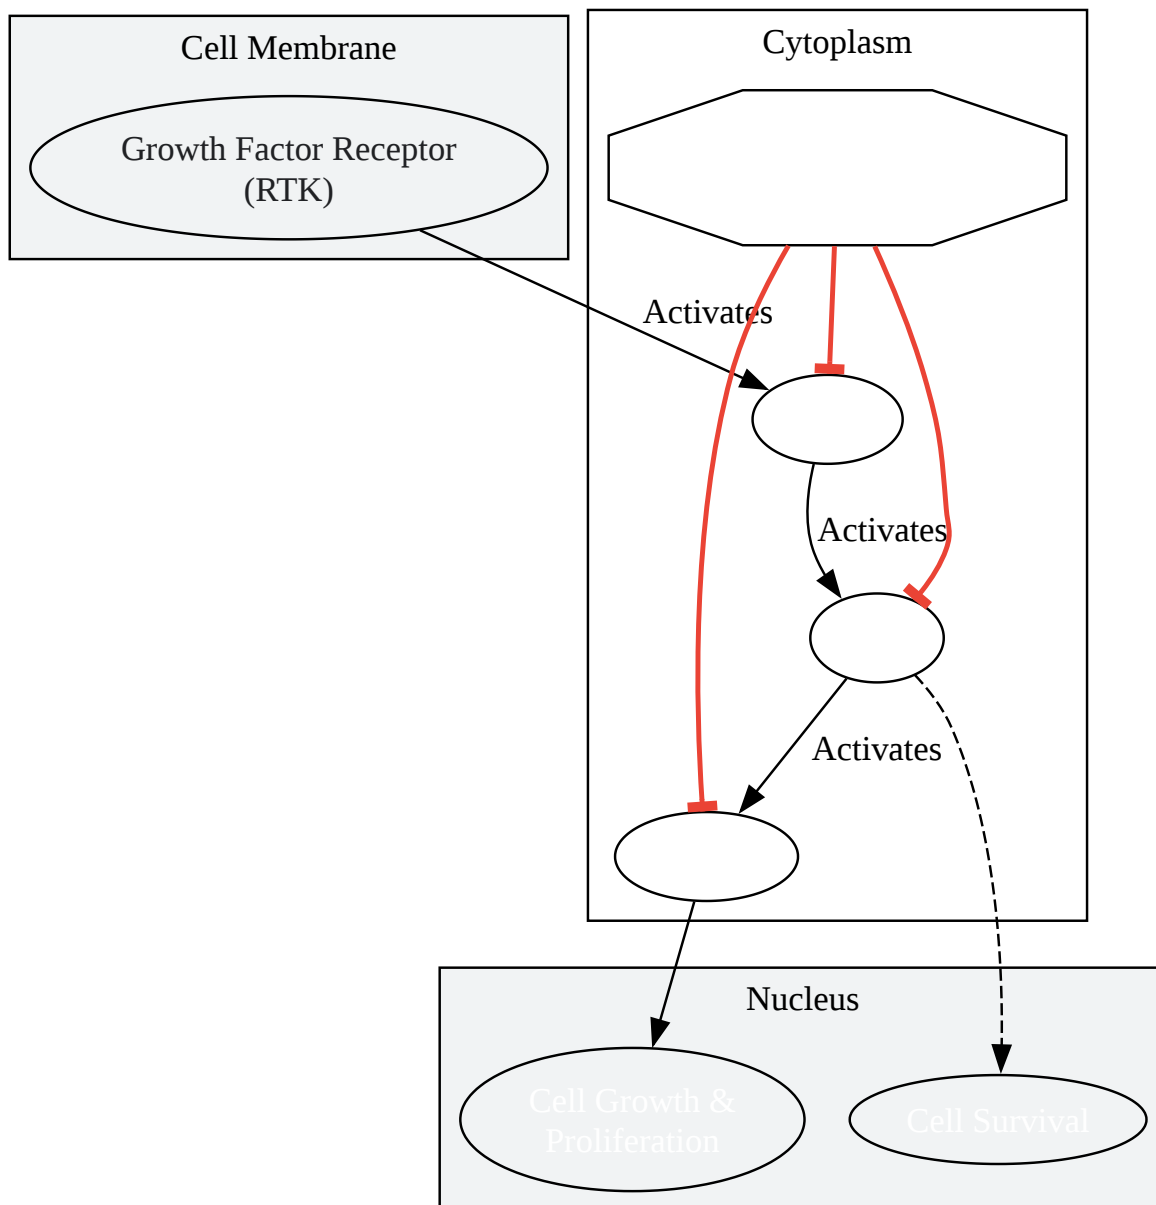 Cell Membrane
Growth Factor Receptor
(RTK)
Cytoplasm
Activates
Activates
Activates
Nucleus
Cell Growth &
Proliferation
Cell Survival